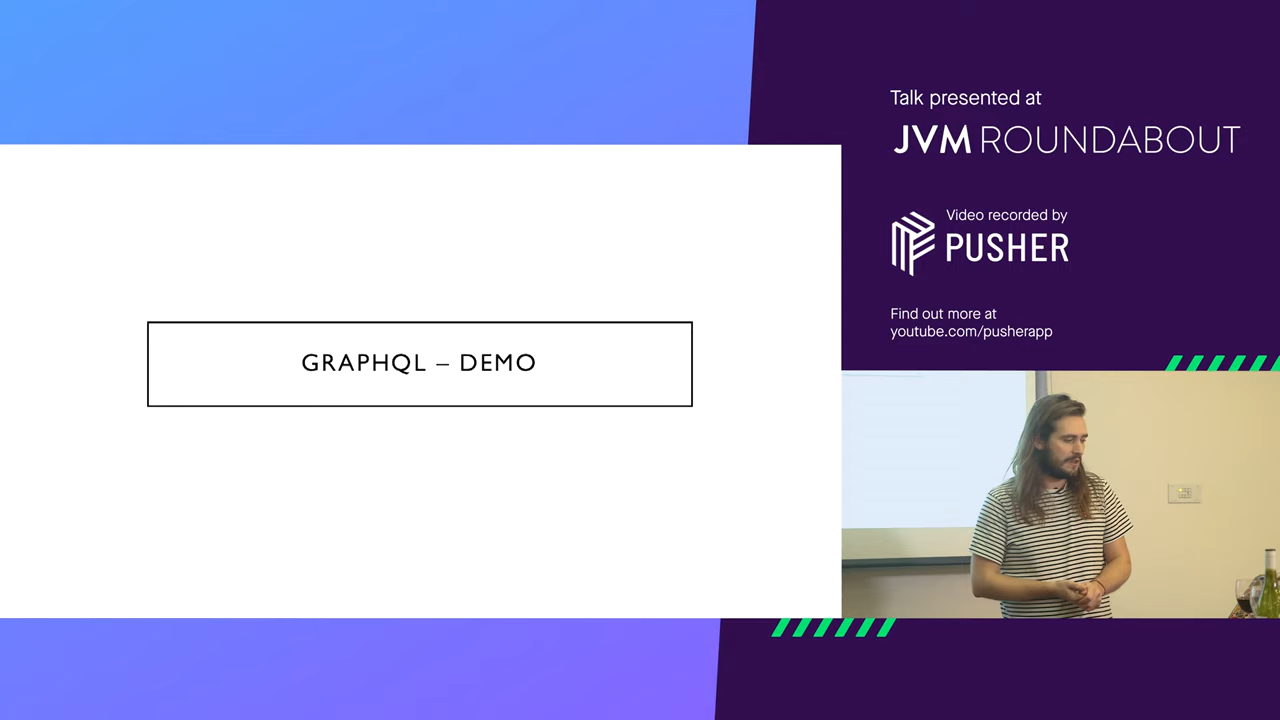 Talk presented at
JVM ROUNDABOUT
Video recorded by
PUSHER
Find out more at
youtube.com/pusherapp
GRAPHQL – DEMO